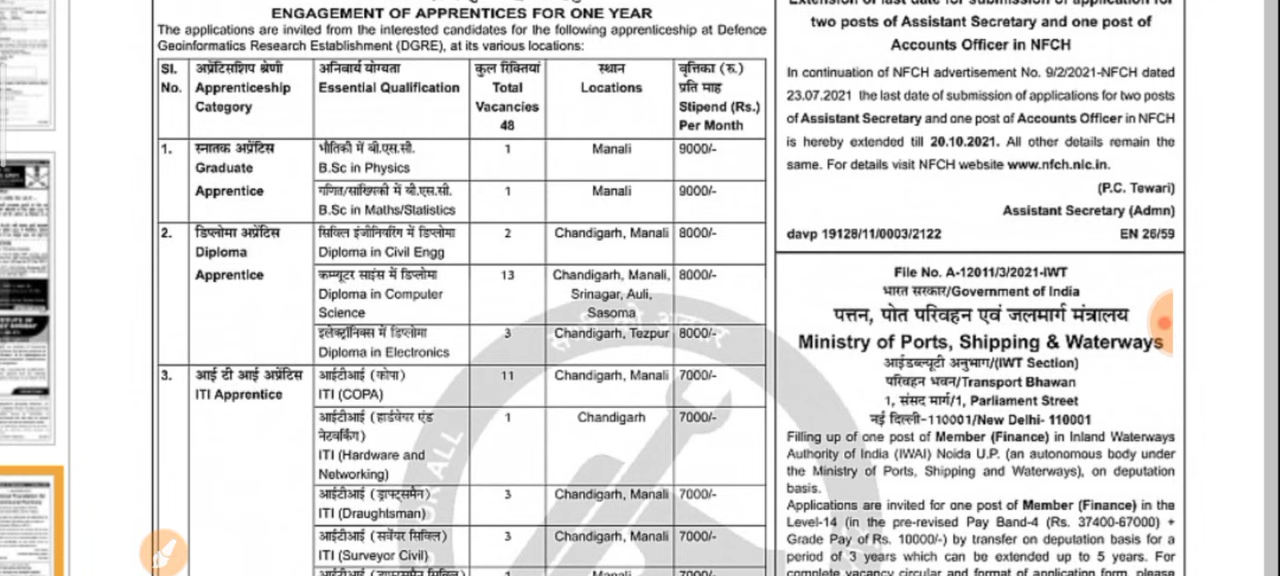 ENGAGEMENT OF APPRENTICES FOR ONE YEAR
The applications are invited from the interested candidates for the following apprenticeship at Defence
Geoinformatics Research Establishment (DGRE), at its various locations:
Sl. No.
अप्रेंटिसशिप श्रेणी
Apprenticeship
Category
अनिवार्य योग्यता
Essential Qualification
कुल रिक्तियां
Total
Vacancies
48
स्थान
Locations
वृत्तिका (रु.)
प्रति माह
Stipend (Rs.)
Per Month
1.
स्नातक अप्रेंटिस
Graduate
Apprentice
भौतिकी में बी.एस.सी.
B.Sc in Physics
1
Manali
9000/-
गणित/सांख्यिकी में बी.एस.सी.
B.Sc in Maths/Statistics
1
Manali
9000/-
2.
डिप्लोमा अप्रेंटिस
Diploma
Apprentice
सिविल इंजीनियरिंग में डिप्लोमा
Diploma in Civil Engg
2
Chandigarh, Manali
8000/-
कम्प्यूटर साइंस में डिप्लोमा
Diploma in Computer
Science
13
Chandigarh, Manali,
Srinagar, Auli,
Sasoma
8000/-
इलेक्ट्रॉनिक्स में डिप्लोमा
Diploma in Electronics
3
Chandigarh, Tezpur
8000/-
3.
आई टी आई अप्रेंटिस
ITI Apprentice
आईटीआई (कोपा)
ITI (COPA)
11
Chandigarh, Manali
7000/-
आईटीआई (हार्डवेयर एंड
नेटवर्किंग)
ITI (Hardware and
Networking)
1
Chandigarh
7000/-
आईटीआई (ड्राफ्ट्समैन)
ITI (Draughtsman)
3
Chandigarh, Manali
7000/-
आईटीआई (सर्वेयर सिविल)
ITI (Surveyor Civil)
3
Chandigarh, Manali
7000/-
Manali
7000/-
two posts of Assistant Secretary and one post of
Accounts Officer in NFCH
In continuation of NFCH advertisement No. 9/2/2021-NFCH dated
23.07.2021 the last date of submission of applications for two posts
of Assistant Secretary and one post of Accounts Officer in NFCH
is hereby extended till 20.10.2021. All other details remain the
same. For details visit NFCH website www.nfch.nic.in.
(P.C. Tewari)
Assistant Secretary (Admn)
davp 19128/11/0003/2122
EN 26/59
File No. A-12011/3/2021-IWT
भारत सरकार/Government of India
पत्तन, पोत परिवहन एवं जलमार्ग मंत्रालय
Ministry of Ports, Shipping & Waterways
आईडब्ल्यूटी अनुभाग/(IWT Section)
परिवहन भवन/Transport Bhawan
1, संसद मार्ग/1, Parliament Street
नई दिल्ली-110001/New Delhi- 110001
Filling up of one post of Member (Finance) in Inland Waterways
Authority of India (IWAI) Noida U.P. (an autonomous body under
the Ministry of Ports, Shipping and Waterways), on deputation
basis.
Applications are invited for one post of Member (Finance) in the
Level-14 (in the pre-revised Pay Band-4 (Rs. 37400-67000) +
Grade Pay of Rs. 10000/-) by transfer on deputation basis for a
period of 3 years which can be extended up to 5 years. For
complete vacancy circular and format of application form, please